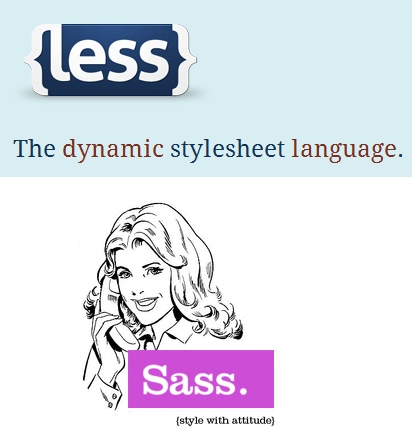 {less}
The dynamic stylesheet language.
Sass.
{style with attitude}